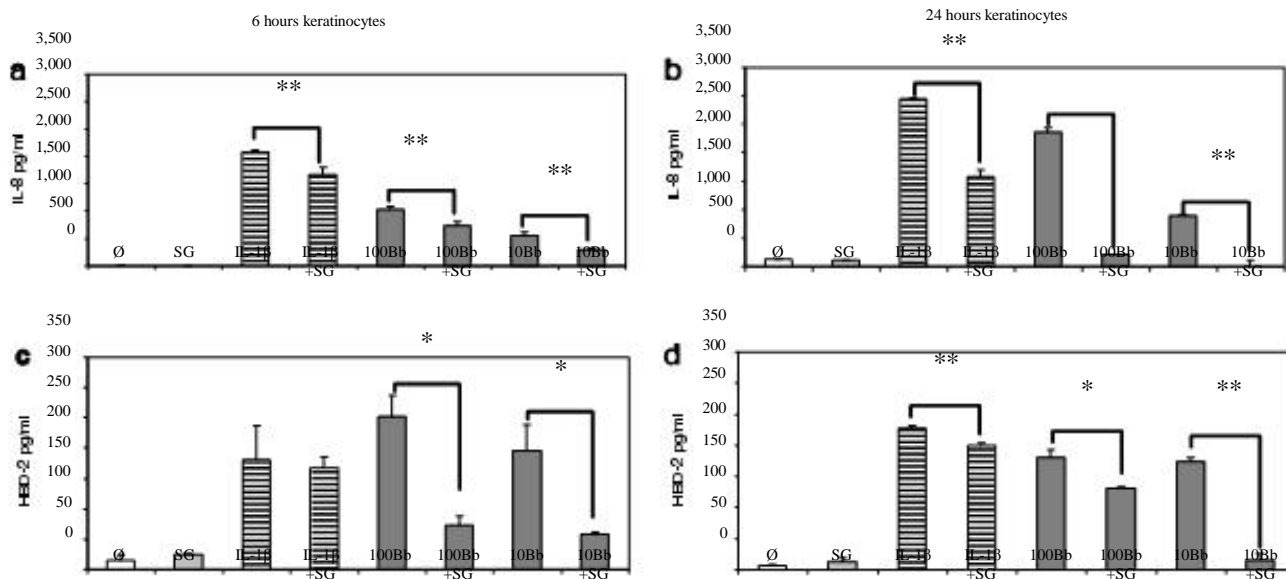 6 hours keratinocytes
24 hours keratinocytes
a
IL-8 pg/ml
3,500
3,000
2,500
2,000
1,500
1,000
500
0
**
**
**
Ø SG IL-1β IL-1β 100Bb 100Bb 10Bb 10Bb
+SG +SG +SG
b
IL-8 pg/ml
3,500
3,000
2,500
2,000
1,500
1,000
500
0
**
**
**
Ø SG IL-1β IL-1β 100Bb 100Bb 10Bb 10Bb
+SG +SG +SG
c
HBD-2 pg/ml
350
300
250
200
150
100
50
0
*
*
Ø SG IL-1β IL-1β 100Bb 100Bb 10Bb 10Bb
+SG +SG +SG
d
HBD-2 pg/ml
350
300
250
200
150
100
50
0
**
*
**
Ø SG IL-1β IL-1β 100Bb 100Bb 10Bb 10Bb
+SG +SG +SG